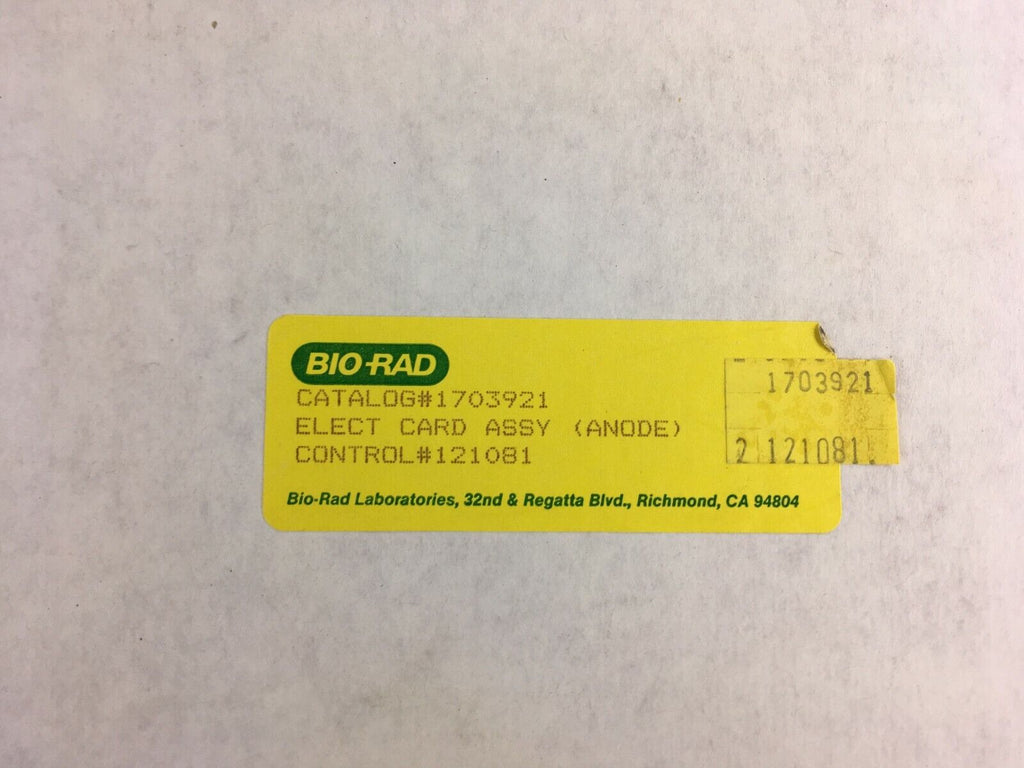 BIO-RAD
CATALOG#1703921
ELECT CARD ASSY (ANODE)
CONTROL#121081
Bio-Rad Laboratories, 32nd & Regatta Blvd., Richmond, CA 94804
1703921
2 121081